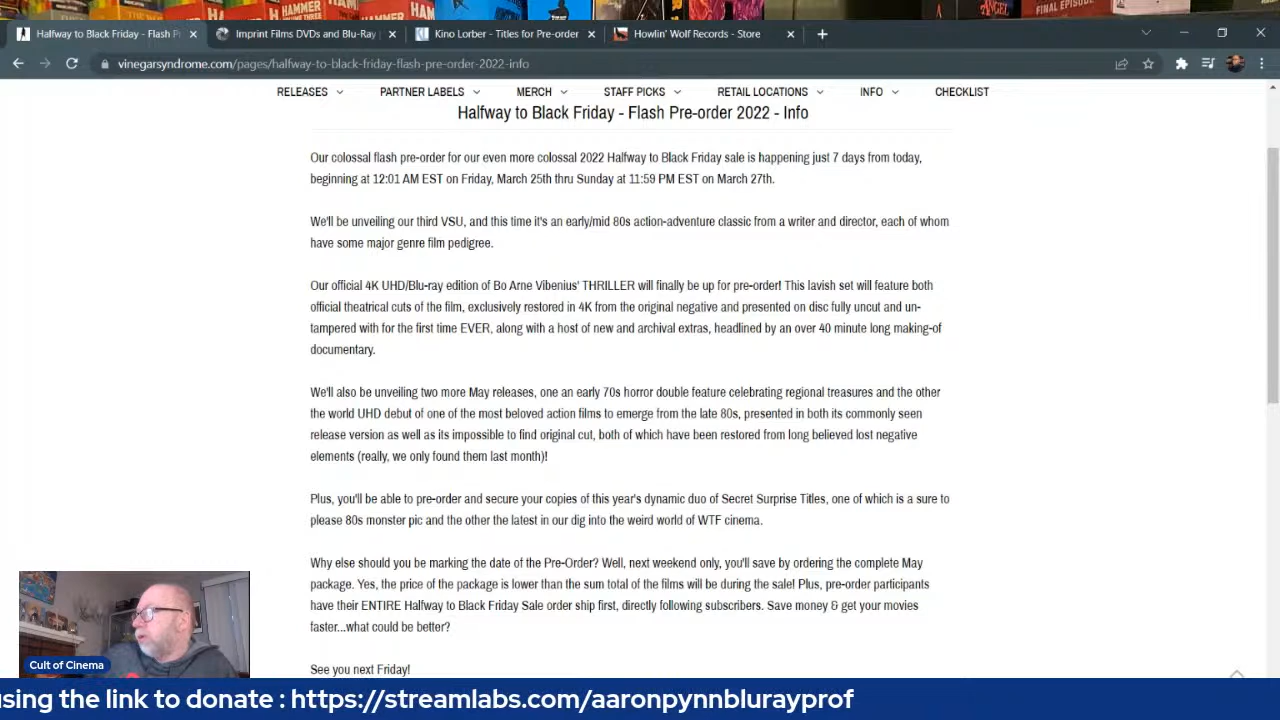 HAMMER
VOLUME THREE
HAMMER
HAMMER
HAMMER
ANGEL
FINAL EPISODE
Halfway to Black Friday - Flash P
Imprint Films DVDs and Blu-Ray
Kino Lorber - Titles for Pre-order
Howlin' Wolf Records - Store
vinegarsyndrome.com/pages/halfway-to-black-friday-flash-pre-order-2022-info
RELEASES PARTNER LABELS MERCH STAFF PICKS RETAIL LOCATIONS INFO CHECKLIST
Halfway to Black Friday - Flash Pre-order 2022 - Info
Our colossal flash pre-order for our even more colossal 2022 Halfway to Black Friday sale is happening just 7 days from today,
beginning at 12:01 AM EST on Friday, March 25th thru Sunday at 11:59 PM EST on March 27th.
We'll be unveiling our third VSU, and this time it's an early/mid 80s action-adventure classic from a writer and director, each of whom
have some major genre film pedigree.
Our official 4K UHD/Blu-ray edition of Bo Arne Vibenius' THRILLER will finally be up for pre-order! This lavish set will feature both
official theatrical cuts of the film, exclusively restored in 4K from the original negative and presented on disc fully uncut and un-
tampered with for the first time EVER, along with a host of new and archival extras, headlined by an over 40 minute long making-of
documentary.
We'll also be unveiling two more May releases, one an early 70s horror double feature celebrating regional treasures and the other
the world UHD debut of one of the most beloved action films to emerge from the late 80s, presented in both its commonly seen
release version as well as its impossible to find original cut, both of which have been restored from long believed lost negative
elements (really, we only found them last month)!
Plus, you'll be able to pre-order and secure your copies of this year's dynamic duo of Secret Surprise Titles, one of which is a sure to
please 80s monster pic and the other the latest in our dig into the weird world of WTF cinema.
Why else should you be marking the date of the Pre-Order? Well, next weekend only, you'll save by ordering the complete May
package. Yes, the price of the package is lower than the sum total of the films will be during the sale! Plus, pre-order participants
have their ENTIRE Halfway to Black Friday Sale order ship first, directly following subscribers. Save money & get your movies
faster...what could be better?
See you next Friday!
Cult of Cinema
using the link to donate : https://streamlabs.com/aaronpynnblurayprof